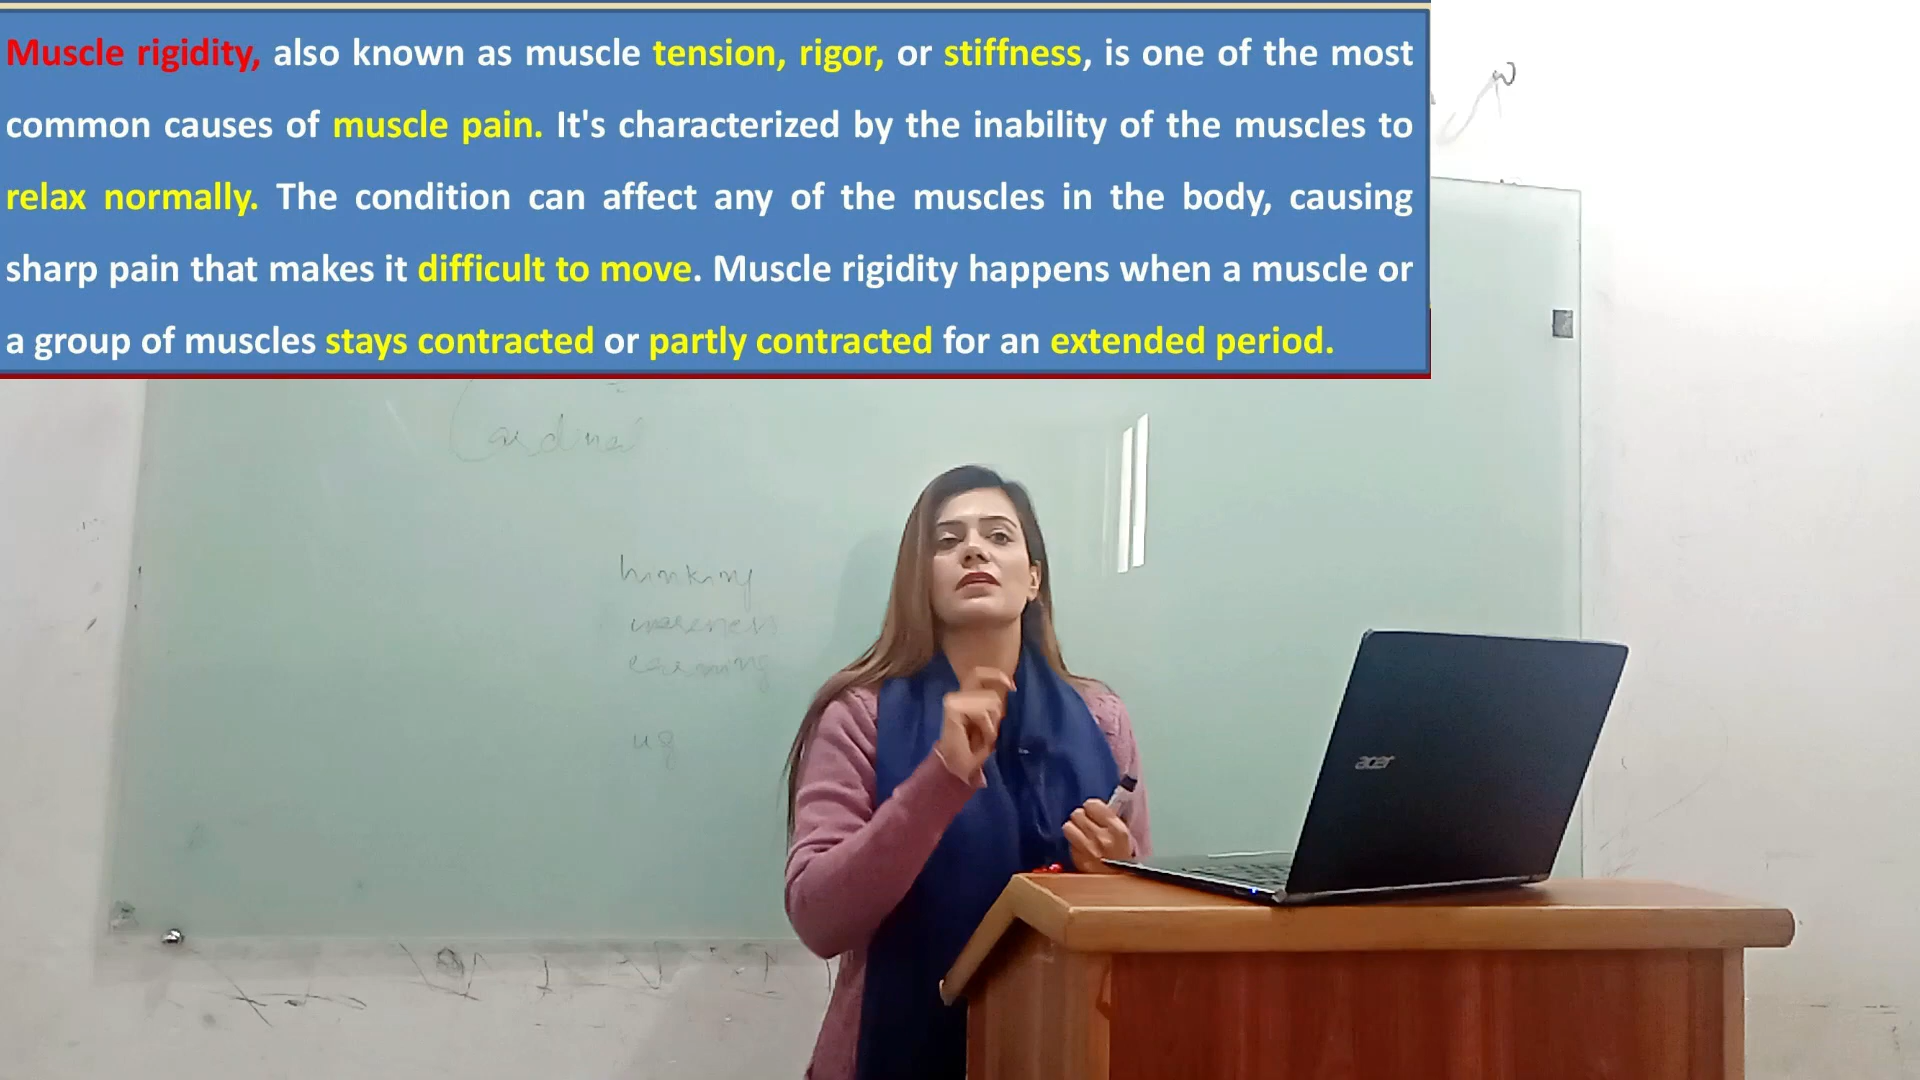 Muscle rigidity, also known as muscle tension, rigor, or stiffness, is one of the most
common causes of muscle pain. It's characterized by the inability of the muscles to
relax normally. The condition can affect any of the muscles in the body, causing
sharp pain that makes it difficult to move. Muscle rigidity happens when a muscle or
a group of muscles stays contracted or partly contracted for an extended period.
hinking
acer